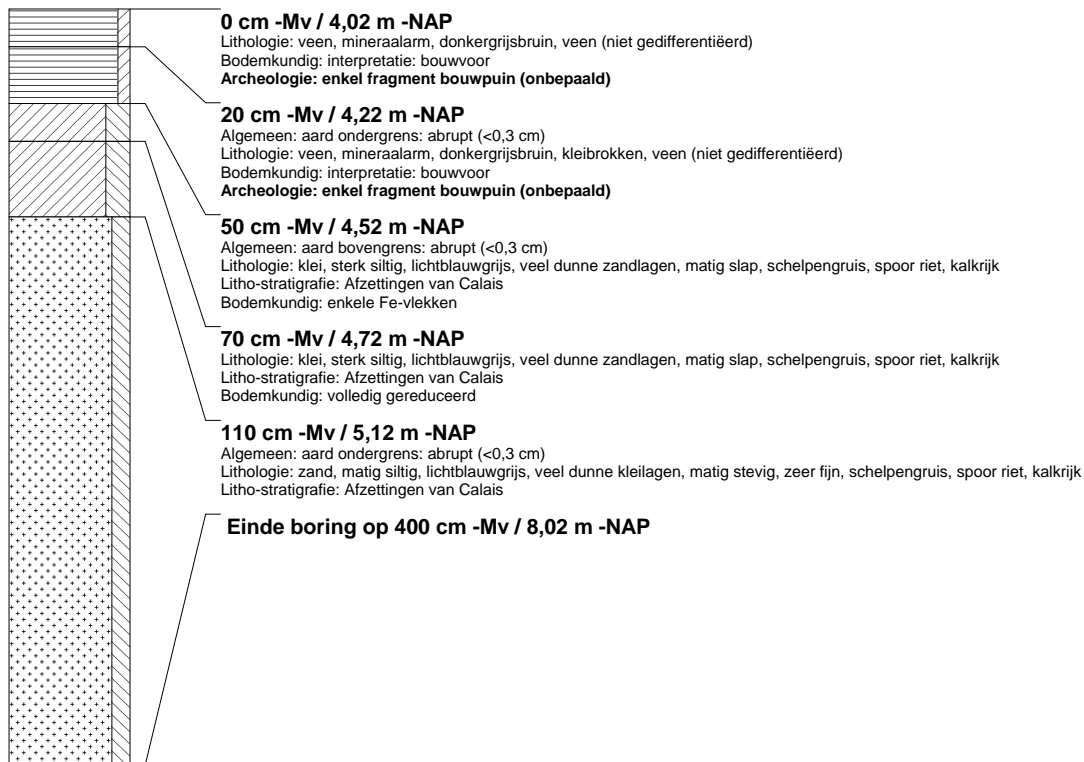 0 cm -Mv / 4,02 m -NAP
Lithologie: veen, mineraalarm, donkergrijsbruin, veen (niet gedifferentiëerd)
Bodemkundig: interpretatie: bouwvoor
Archeologie: enkel fragment bouwpuin (onbepaald)
20 cm -Mv / 4,22 m -NAP
Algemeen: aard ondergrens: abrupt (<0,3 cm)
Lithologie: veen, mineraalarm, donkergrijsbruin, kleibrokken, veen (niet gedifferentiëerd)
Bodemkundig: interpretatie: bouwvoor
Archeologie: enkel fragment bouwpuin (onbepaald)
50 cm -Mv / 4,52 m -NAP
Algemeen: aard bovengrens: abrupt (<0,3 cm)
Lithologie: klei, sterk siltig, lichtblauwgrijs, veel dunne zandlagen, matig slap, schelpengruis, spoor riet, kalkrijk
Litho-stratigrafie: Afzettingen van Calais
Bodemkundig: enkele Fe-vlekken
70 cm -Mv / 4,72 m -NAP
Lithologie: klei, sterk siltig, lichtblauwgrijs, veel dunne zandlagen, matig slap, schelpengruis, spoor riet, kalkrijk
Litho-stratigrafie: Afzettingen van Calais
Bodemkundig: volledig gereduceerd
110 cm -Mv / 5,12 m -NAP
Algemeen: aard ondergrens: abrupt (<0,3 cm)
Lithologie: zand, matig siltig, lichtblauwgrijs, veel dunne kleilagen, matig stevig, zeer fijn, schelpengruis, spoor riet, kalkrijk
Litho-stratigrafie: Afzettingen van Calais
Einde boring op 400 cm -Mv / 8,02 m -NAP